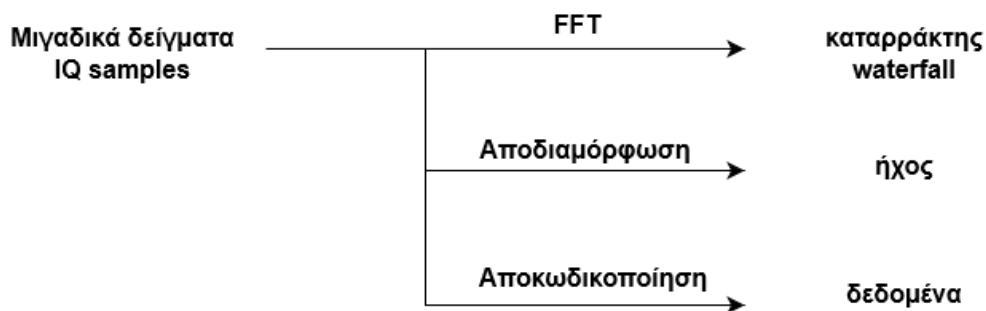 Μιγαδικά δείγματα
IQ samples
FFT
καταρράκτης
waterfall
Αποδιαμόρφωση
ήχος
Αποκωδικοποίηση
δεδομένα